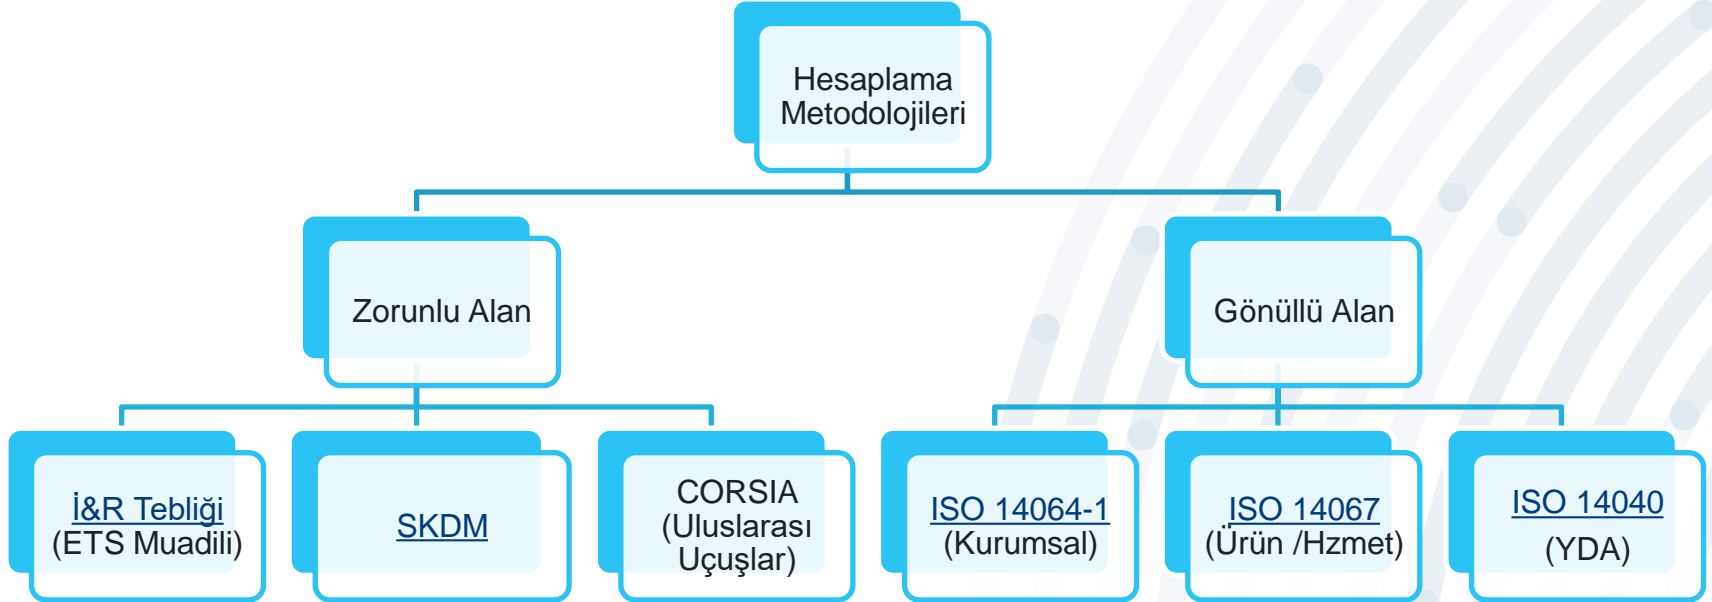 Hesaplama
Metodolojileri
Zorunlu Alan
Gönüllü Alan
İ&R Tebliği
(ETS Muadili)
SKDM
CORSIA
(Uluslarası
Uçuşlar)
ISO 14064-1
(Kurumsal)
ISO 14067
(Ürün /Hzmet)
ISO 14040
(YDA)